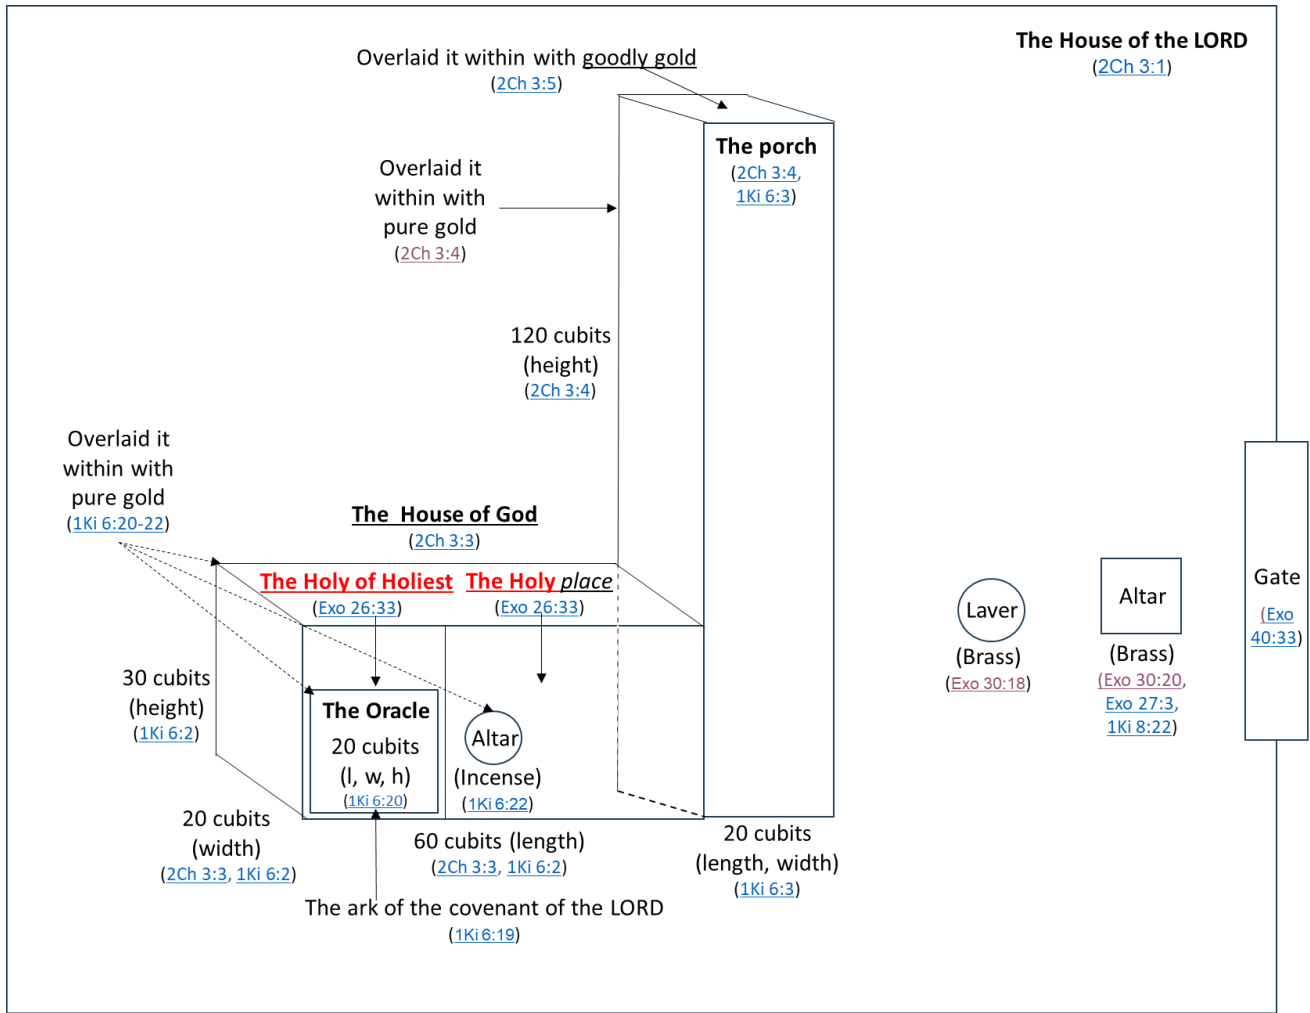 The House of the LORD
(2Ch 3:1)
Overlaid it within with goodly gold
(2Ch 3:5)
The porch
(2Ch 3:4,
1Ki 6:3)
Overlaid it
within with
pure gold
(2Ch 3:4)
120 cubits
(height)
(2Ch 3:4)
Overlaid it
within with
pure gold
(1Ki 6:20-22)
The House of God
(2Ch 3:3)
The Holy of Holiest
(Exo 26:33)
The Holy place
(Exo 26:33)
30 cubits
(height)
(1Ki 6:2)
The Oracle
20 cubits
(l, w, h)
(1Ki 6:20)
Altar
(Incense)
(1Ki 6:22)
20 cubits
(width)
(2Ch 3:3, 1Ki 6:2)
60 cubits (length)
(2Ch 3:3, 1Ki 6:2)
20 cubits
(length, width)
(1Ki 6:3)
The ark of the covenant of the LORD
(1Ki 6:19)
Laver
(Brass)
(Exo 30:18)
Altar
(Brass)
(Exo 30:20,
Exo 27:3,
1Ki 8:22)
Gate
(Exo
40:33)